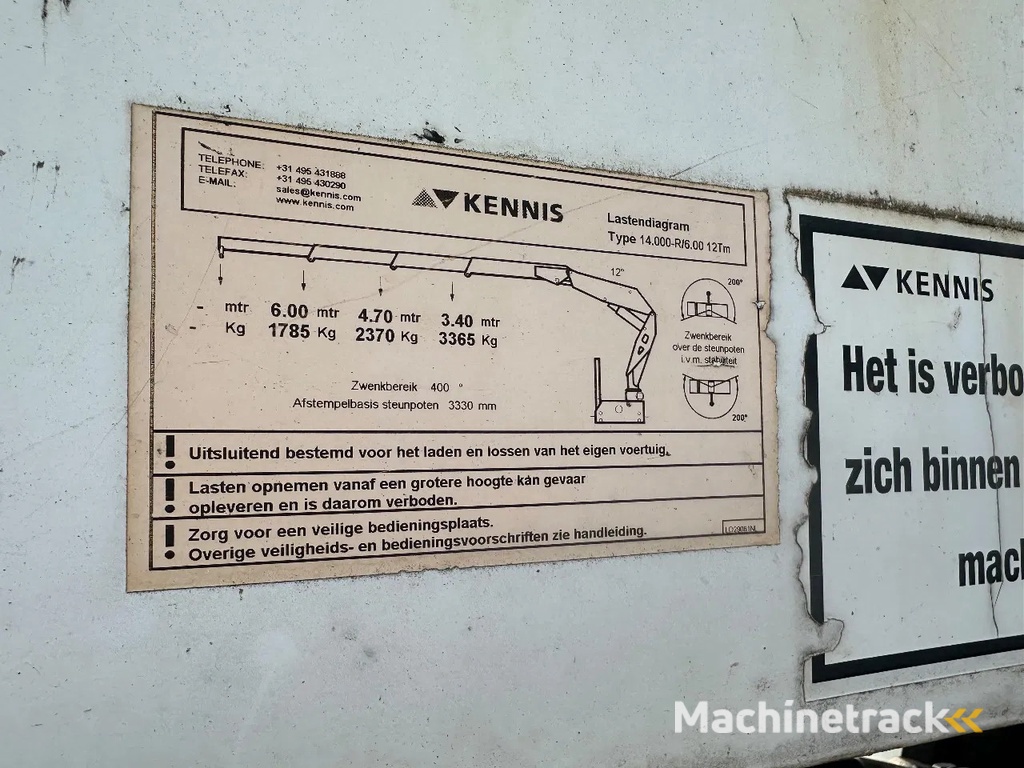 TELEPHONE: +31 495 431888
TELEFAX: +31 495 430290
E-MAIL: sales@kennis.com
www.kennis.com
KENNIS
Lastendiagram
Type 14.000-R/6.00 12Tm
12°
200°
- mtr 6.00 mtr 4.70 mtr 3.40 mtr
- Kg 1785 Kg 2370 Kg 3365 Kg
Zwenkbereik
over de steunpoten
i.v.m. stabiliteit
200°
Zwenkbereik 400 °
Afstempelbasis steunpoten 3330 mm
! Uitsluitend bestemd voor het laden en lossen van het eigen voertuig.
! Lasten opnemen vanaf een grotere hoogte kan gevaar
opleveren en is daarom verboden.
! Zorg voor een veilige bedieningsplaats.
Overige veiligheids- en bedieningsvoorschriften zie handleiding.
KENNIS
Het is verbo
zich binnen
mac
Machinetrack